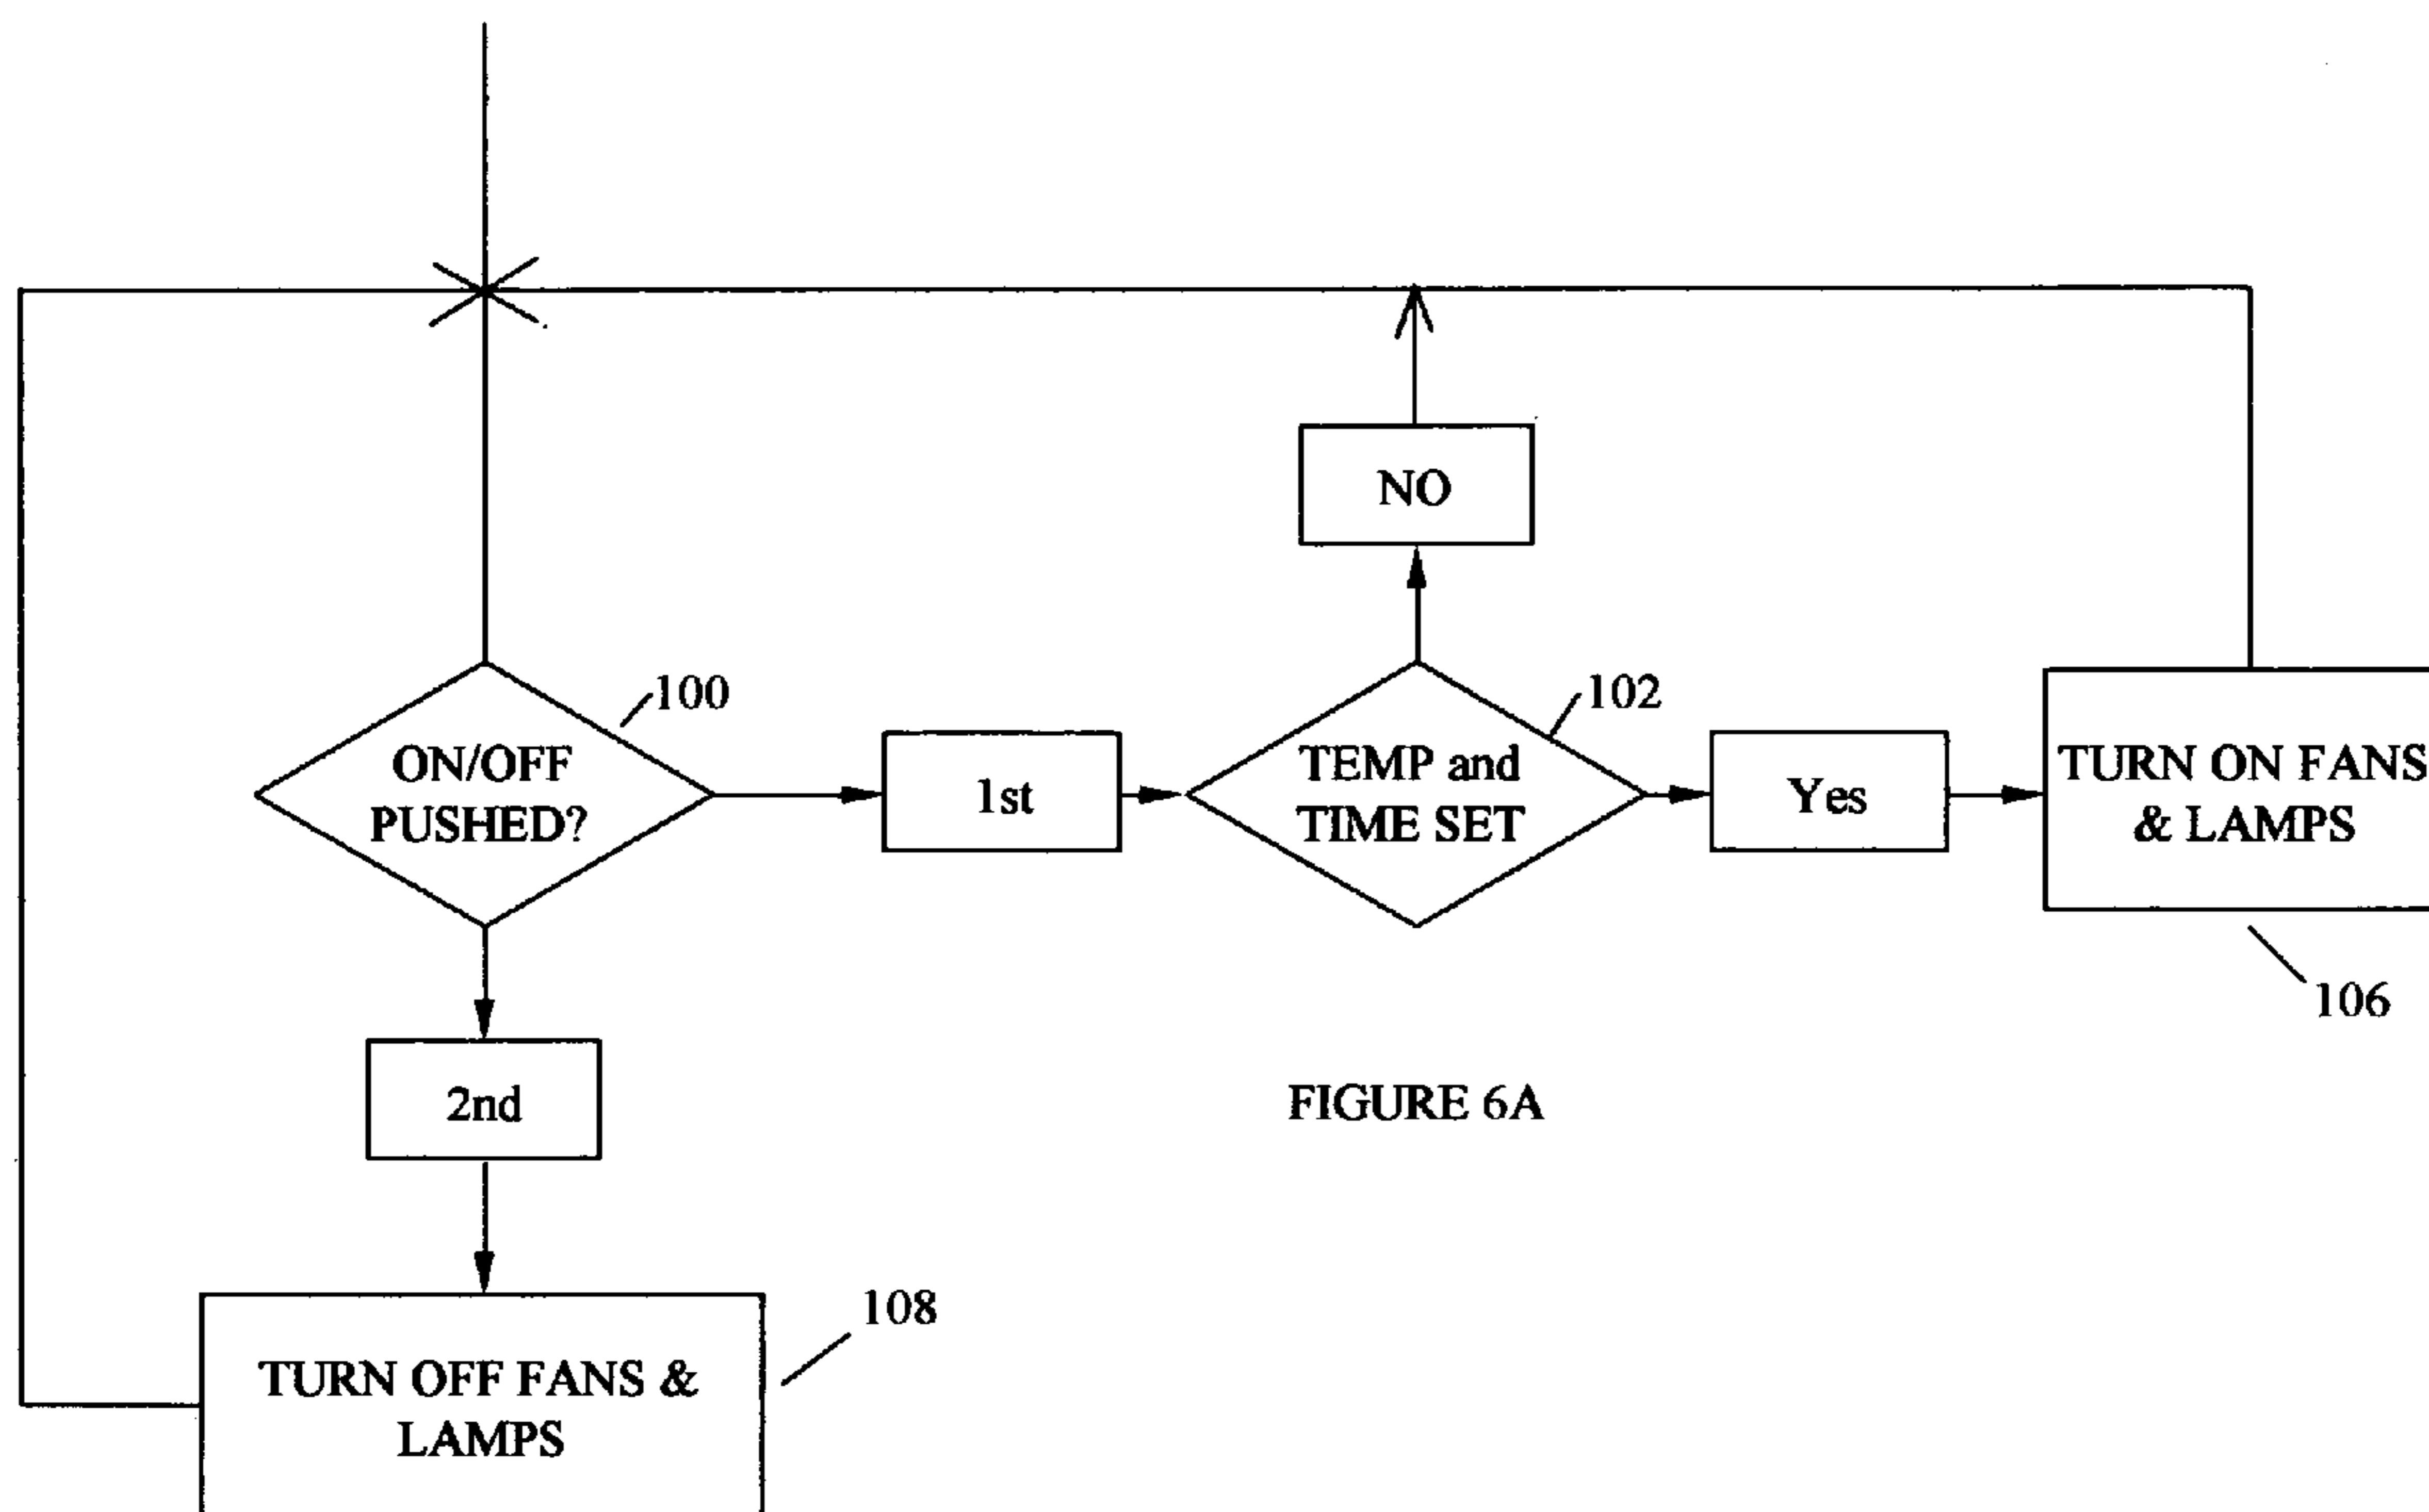 NO
100
102
ON/OFF
PUSHED?
1st
TEMP and
TIME SET
Yes
TURN ON FANS
& LAMPS
106
2nd
FIGURE 6A
108
TURN OFF FANS &
LAMPS